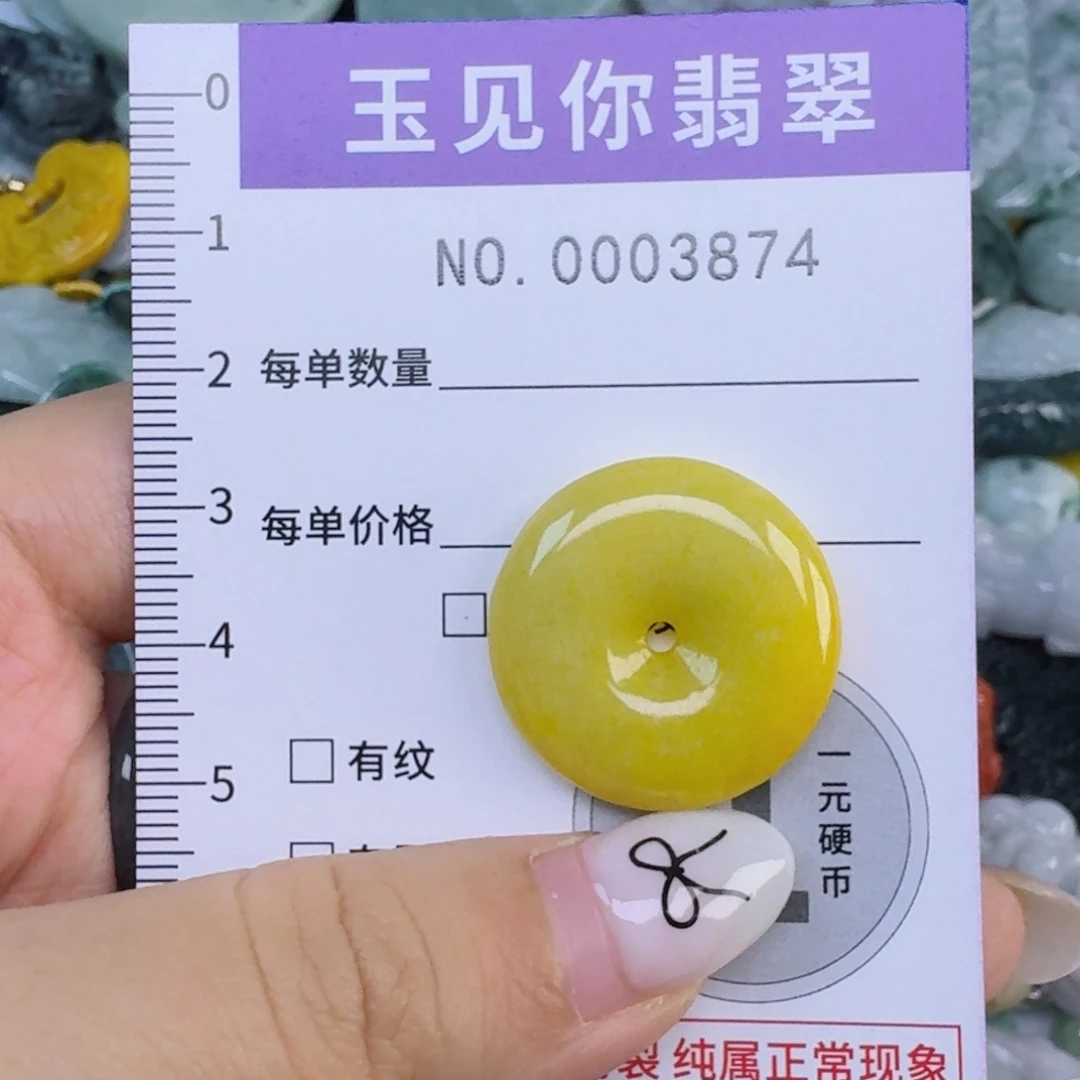 玉见你翡翠
0
NO.0003874
1
2 每单数量
3 每单价格
4
有纹
5
一元硬币
纯属正常现象